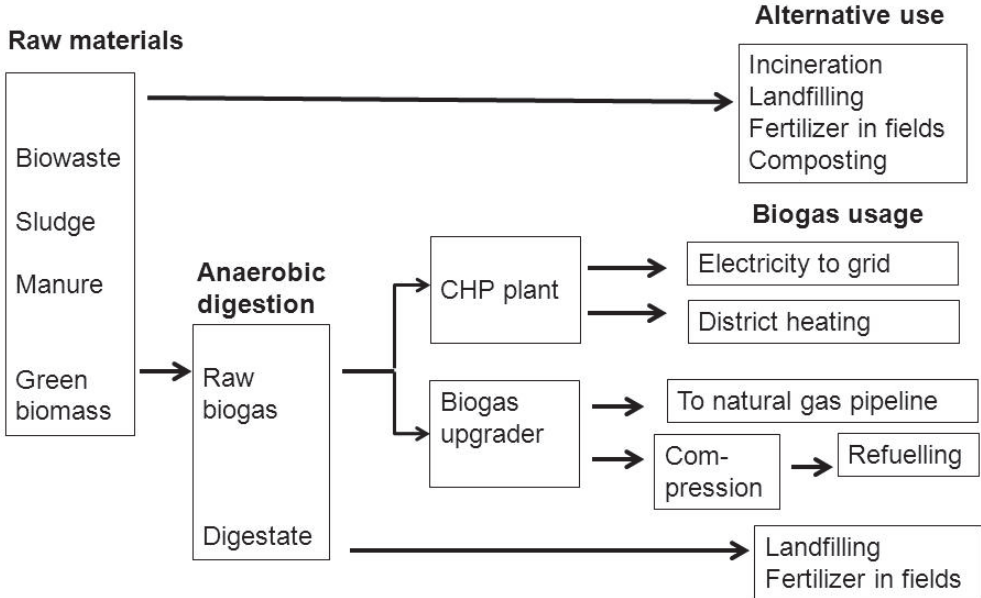 Raw materials
Biowaste
Sludge
Manure
Green
biomass
Alternative use
Incineration
Landfilling
Fertilizer in fields
Composting
Anaerobic
digestion
Raw
biogas
Digestate
CHP plant
Biogas
upgrader
Biogas usage
Electricity to grid
District heating
To natural gas pipeline
Com-
pression
Refuelling
Landfilling
Fertilizer in fields